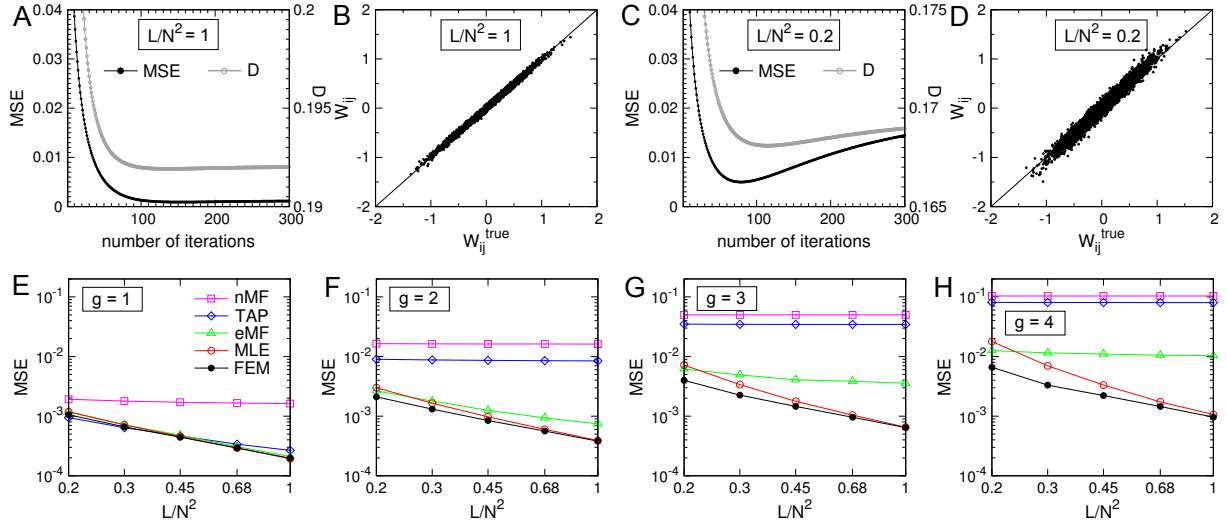 A
MSE
0.04
0.03
0.02
0.01
0
L/N² = 1
MSE
D
0.2
0.195
0.19
D
100
200
300
number of iterations
B
W_ij
2
1
0
-1
-2
L/N² = 1
-2
-1
0
1
2
W_ij^true
C
MSE
0.04
0.03
0.02
0.01
0
L/N² = 0.2
MSE
D
0.175
0.17
0.165
D
100
200
300
number of iterations
D
W_ij
2
1
0
-1
-2
L/N² = 0.2
-2
-1
0
1
2
W_ij^true
E
MSE
10⁻¹
10⁻²
10⁻³
10⁻⁴
g = 1
nMF
TAP
eMF
MLE
FEM
0.2
0.3
0.45
0.68
1
L/N²
F
MSE
10⁻¹
10⁻²
10⁻³
10⁻⁴
g = 2
0.2
0.3
0.45
0.68
1
L/N²
G
MSE
10⁻¹
10⁻²
10⁻³
10⁻⁴
g = 3
0.2
0.3
0.45
0.68
1
L/N²
H
MSE
10⁻¹
10⁻²
10⁻³
10⁻⁴
g = 4
0.2
0.3
0.45
0.68
1
L/N²